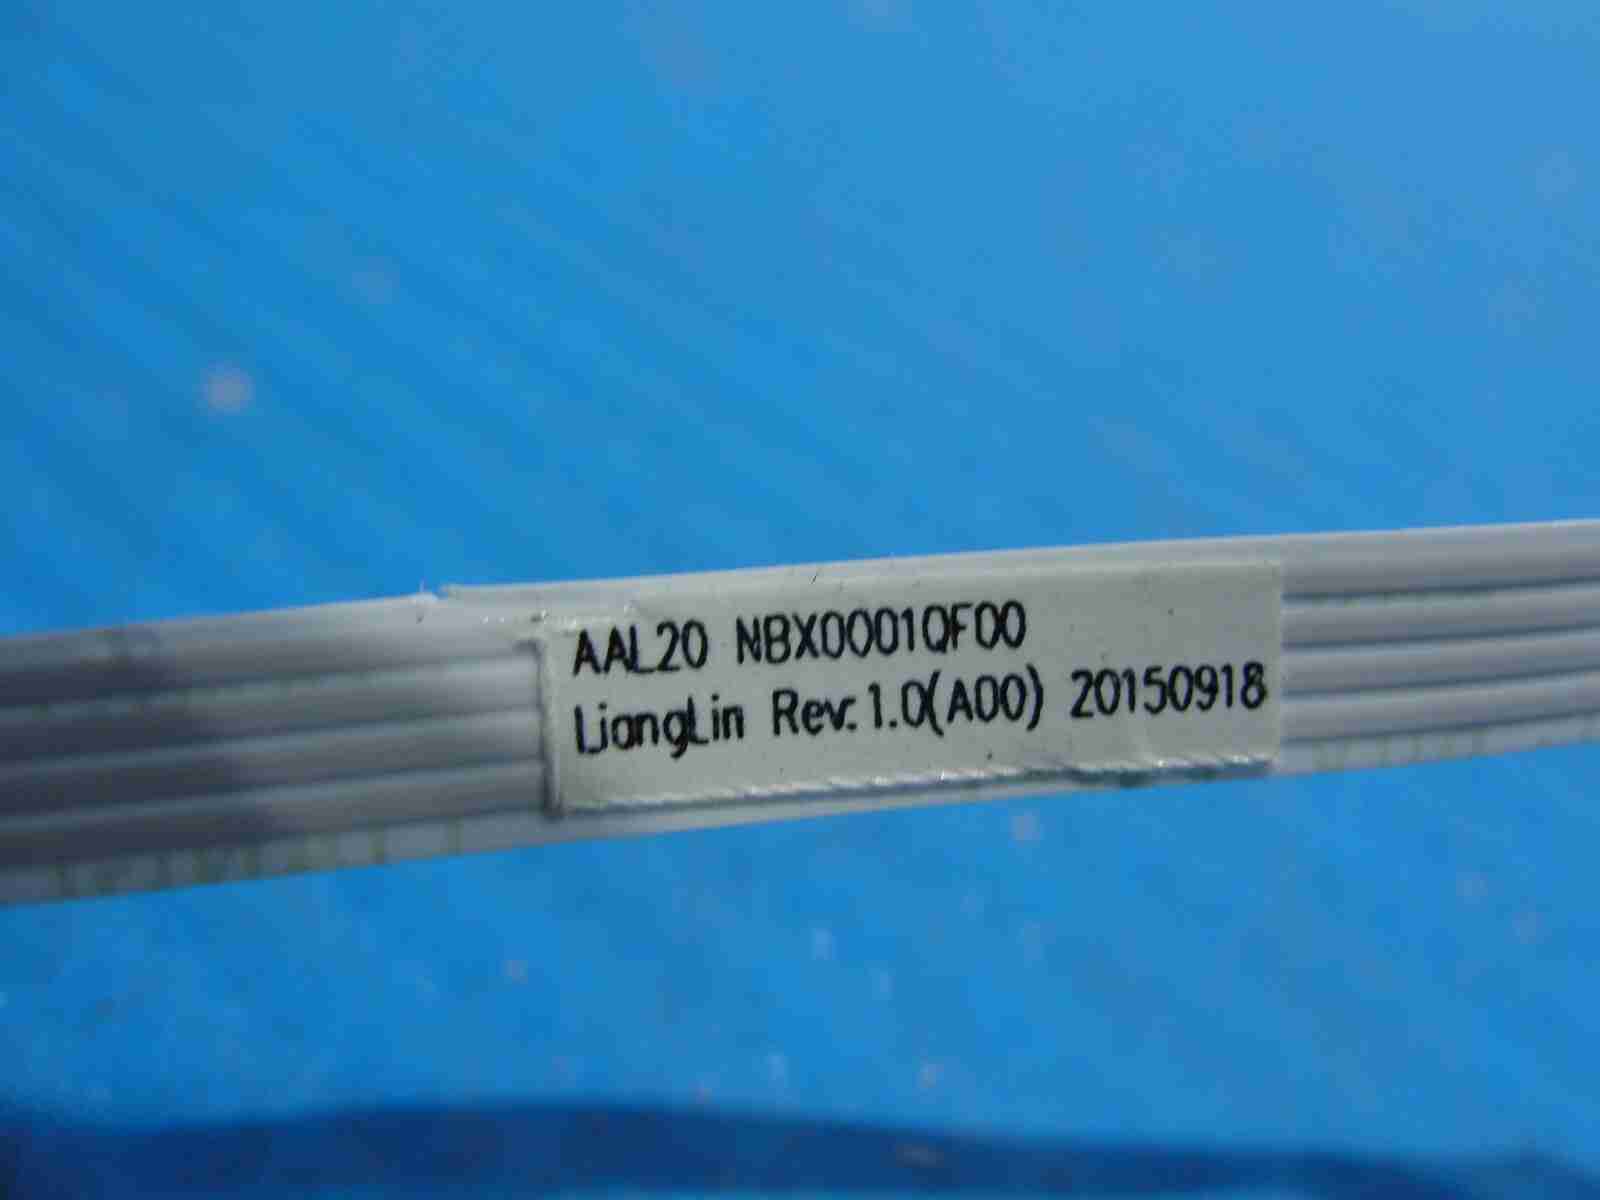 AAL20 NBX0001QF00
LiangLin Rev:1.0(A00) 20150918